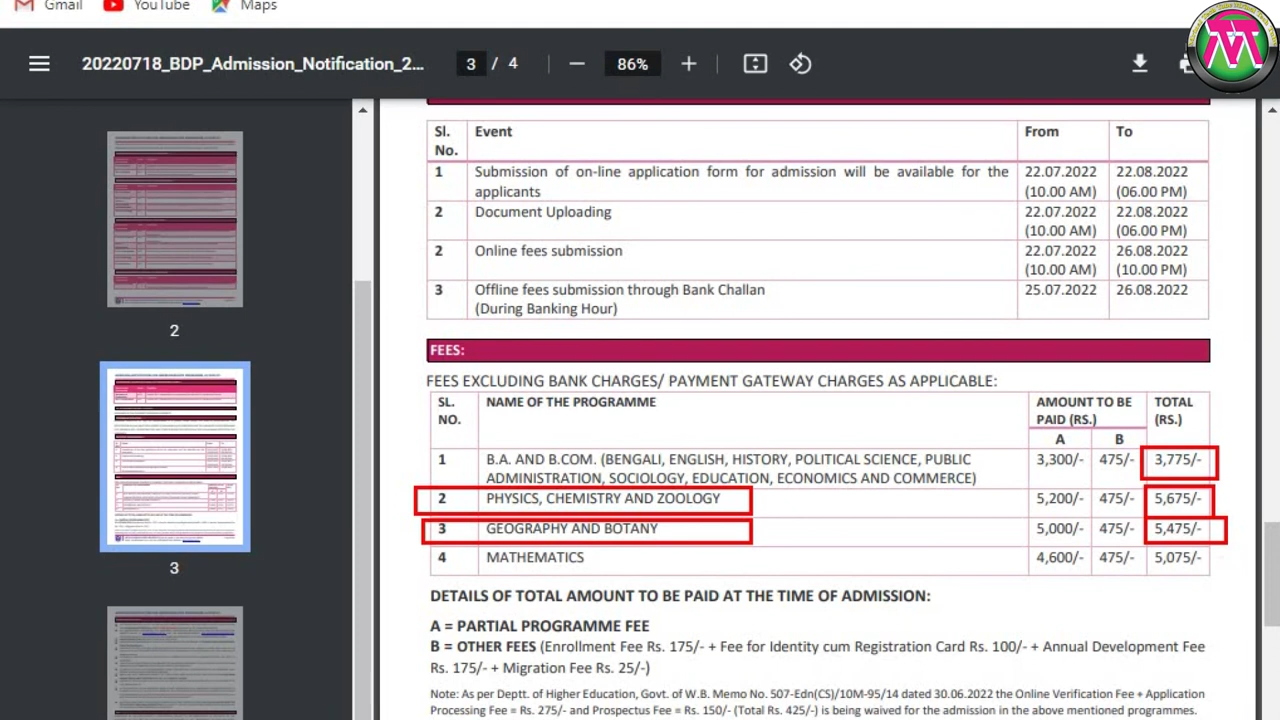 Gmail YouTube Maps
20220718_BDP_Admission_Notification_2... 3 / 4 86%
Sl. No. Event From To
1 Submission of on-line application form for admission will be available for the applicants 22.07.2022 (10.00 AM) 22.08.2022 (06.00 PM)
2 Document Uploading 22.07.2022 (10.00 AM) 22.08.2022 (06.00 PM)
2 Online fees submission 22.07.2022 (10.00 AM) 26.08.2022 (10.00 PM)
3 Offline fees submission through Bank Challan (During Banking Hour) 25.07.2022 26.08.2022
FEES:
FEES EXCLUDING BANK CHARGES/ PAYMENT GATEWAY CHARGES AS APPLICABLE:
SL. NO. NAME OF THE PROGRAMME AMOUNT TO BE PAID (RS.) TOTAL (RS.)
A B
1 B.A. AND B.COM. (BENGALI, ENGLISH, HISTORY, POLITICAL SCIENCE, PUBLIC ADMINISTRATION, SOCIOLOGY, EDUCATION, ECONOMICS AND COMMERCE) 3,300/- 475/- 3,775/-
2 PHYSICS, CHEMISTRY AND ZOOLOGY 5,200/- 475/- 5,675/-
3 GEOGRAPHY AND BOTANY 5,000/- 475/- 5,475/-
4 MATHEMATICS 4,600/- 475/- 5,075/-
DETAILS OF TOTAL AMOUNT TO BE PAID AT THE TIME OF ADMISSION:
A = PARTIAL PROGRAMME FEE
B = OTHER FEES (Enrollment Fee Rs. 175/- + Fee for Identity cum Registration Card Rs. 100/- + Annual Development Fee
Rs.175/- + Migration Fee Rs. 25/-)
Note: As per Deptt. of Higher Education, Govt. of W.B. Memo No. 507-Edn(CS)/10M-95/14 dated 30.06.2022 the Online Verification Fee + Application
Processing Fee = Rs. 275/- and Prospectus Fee = Rs. 150/- (Total Rs. 425/-) is being waived for the admission in the above mentioned programmes.
2
3